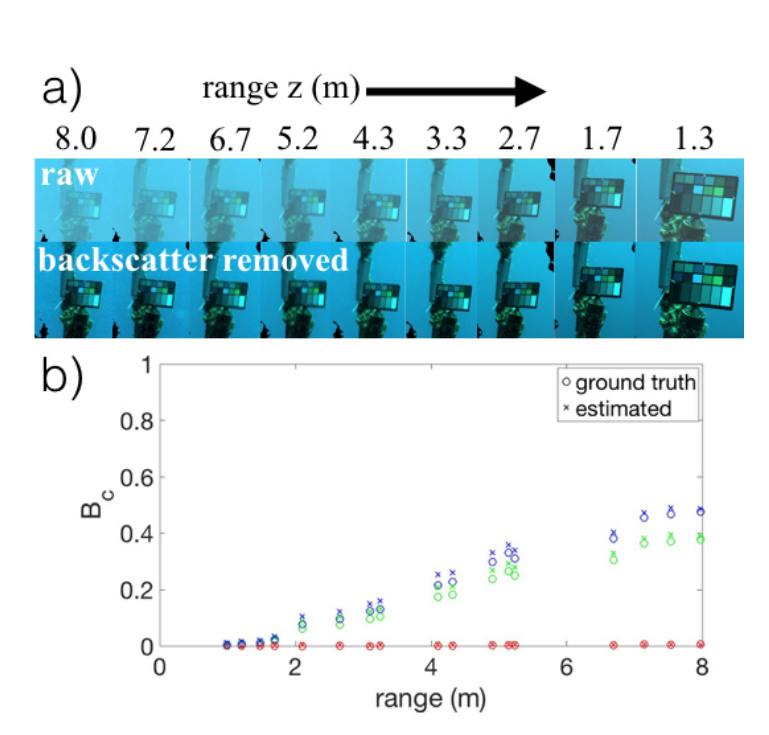 a)
range z (m)
8.0 7.2 6.7 5.2 4.3 3.3 2.7 1.7 1.3
raw
backscatter removed
b)
1
0.8
0.6
0.4
0.2
0
B_c
ground truth
estimated
0 2 4 6 8
range (m)